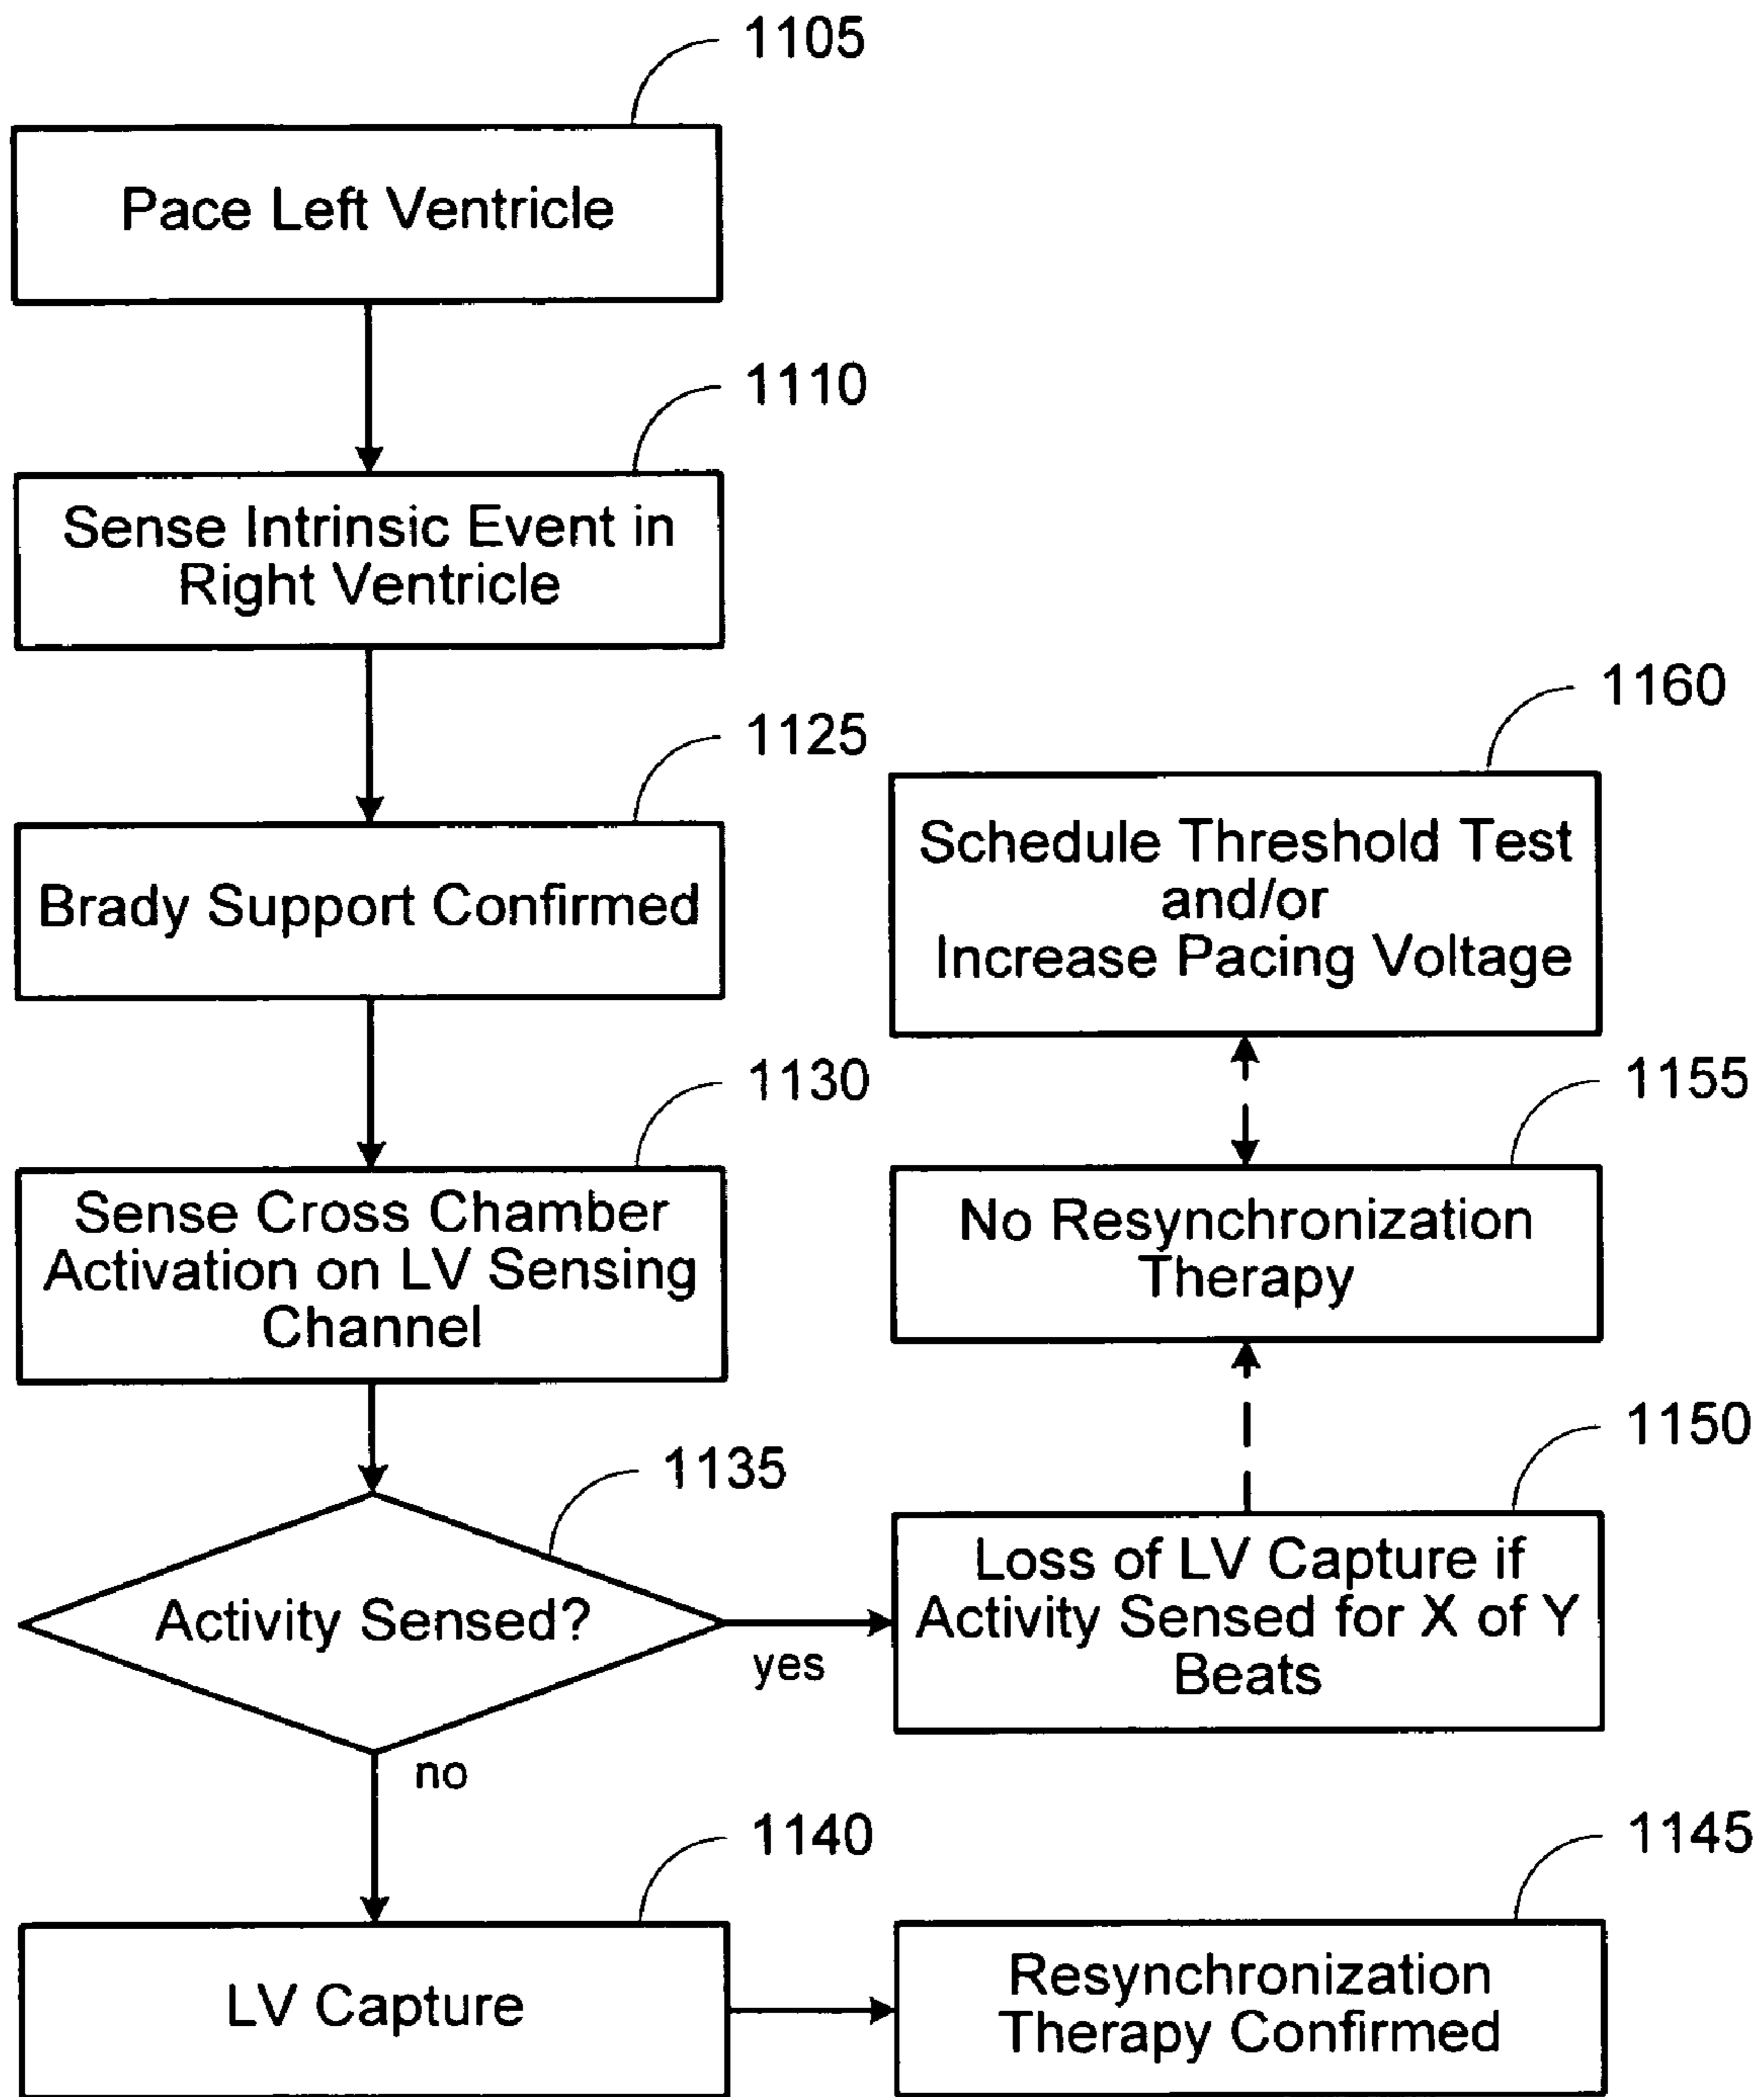 1105
Pace Left Ventricle
1110
Sense Intrinsic Event in
Right Ventricle
1125
Brady Support Confirmed
1160
Schedule Threshold Test
and/or
Increase Pacing Voltage
1130
Sense Cross Chamber
Activation on LV Sensing
Channel
1155
No Resynchronization
Therapy
1135
Activity Sensed?
yes
no
1150
Loss of LV Capture if
Activity Sensed for X of Y
Beats
1140
LV Capture
1145
Resynchronization
Therapy Confirmed